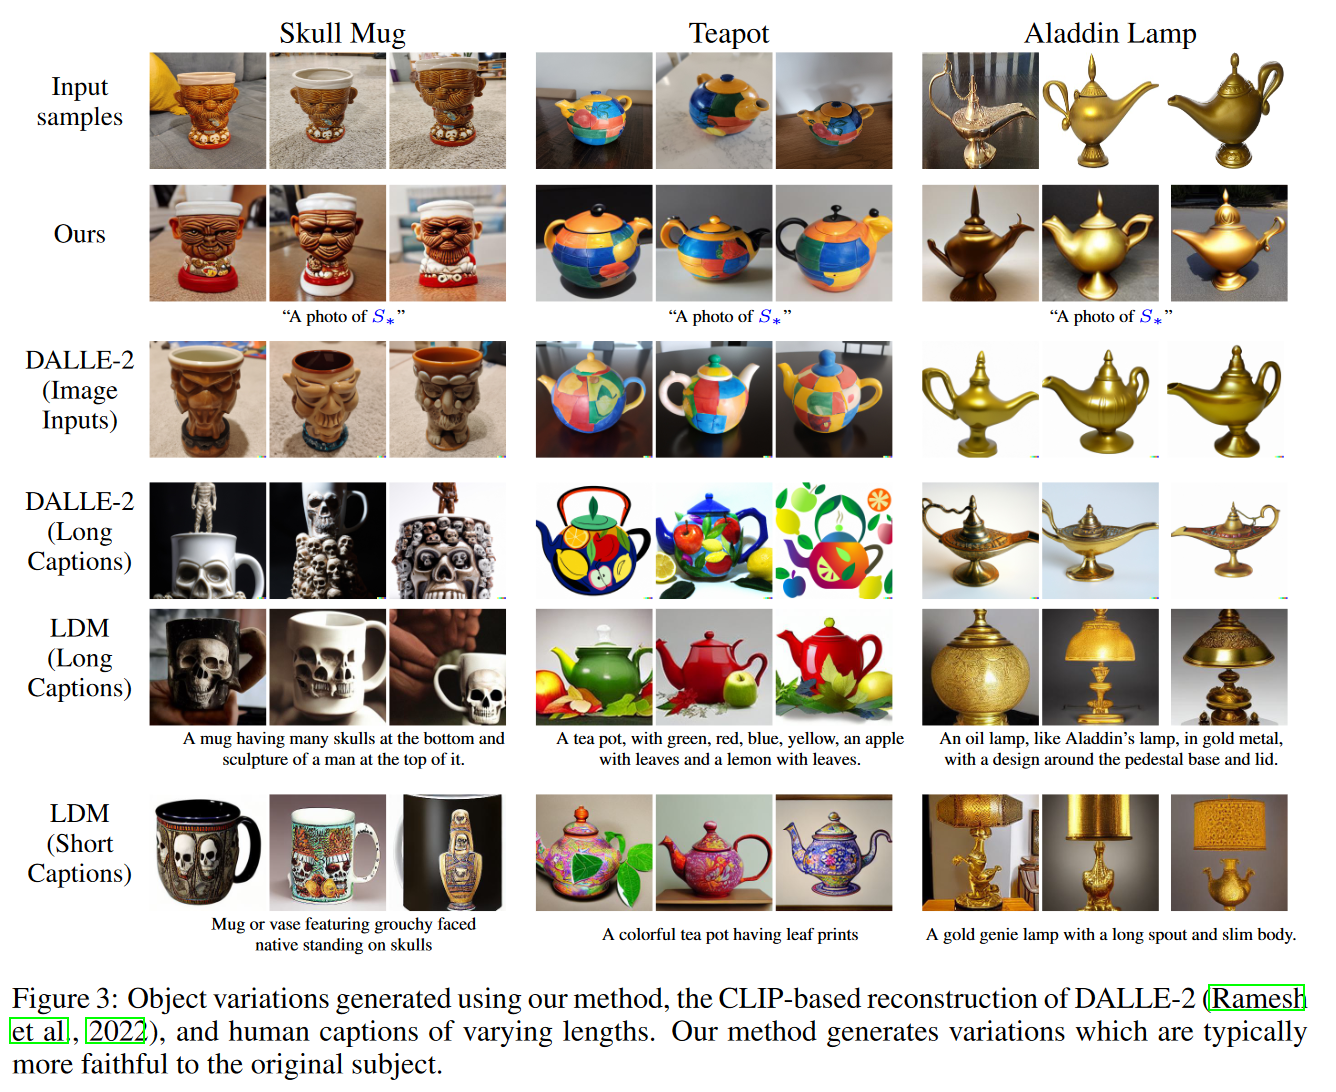 Skull Mug
Teapot
Aladdin Lamp
Input
samples
Ours
“A photo of S∗”
“A photo of S∗”
“A photo of S∗”
DALLE-2
(Image
Inputs)
DALLE-2
(Long
Captions)
LDM
(Long
Captions)
A mug having many skulls at the bottom and
sculpture of a man at the top of it.
A tea pot, with green, red, blue, yellow, an apple
with leaves and a lemon with leaves.
An oil lamp, like Aladdin’s lamp, in gold metal,
with a design around the pedestal base and lid.
LDM
(Short
Captions)
Mug or vase featuring grouchy faced
native standing on skulls
A colorful tea pot having leaf prints
A gold genie lamp with a long spout and slim body.
Figure 3: Object variations generated using our method, the CLIP-based reconstruction of DALLE-2 (Ramesh
et al., 2022), and human captions of varying lengths. Our method generates variations which are typically
more faithful to the original subject.